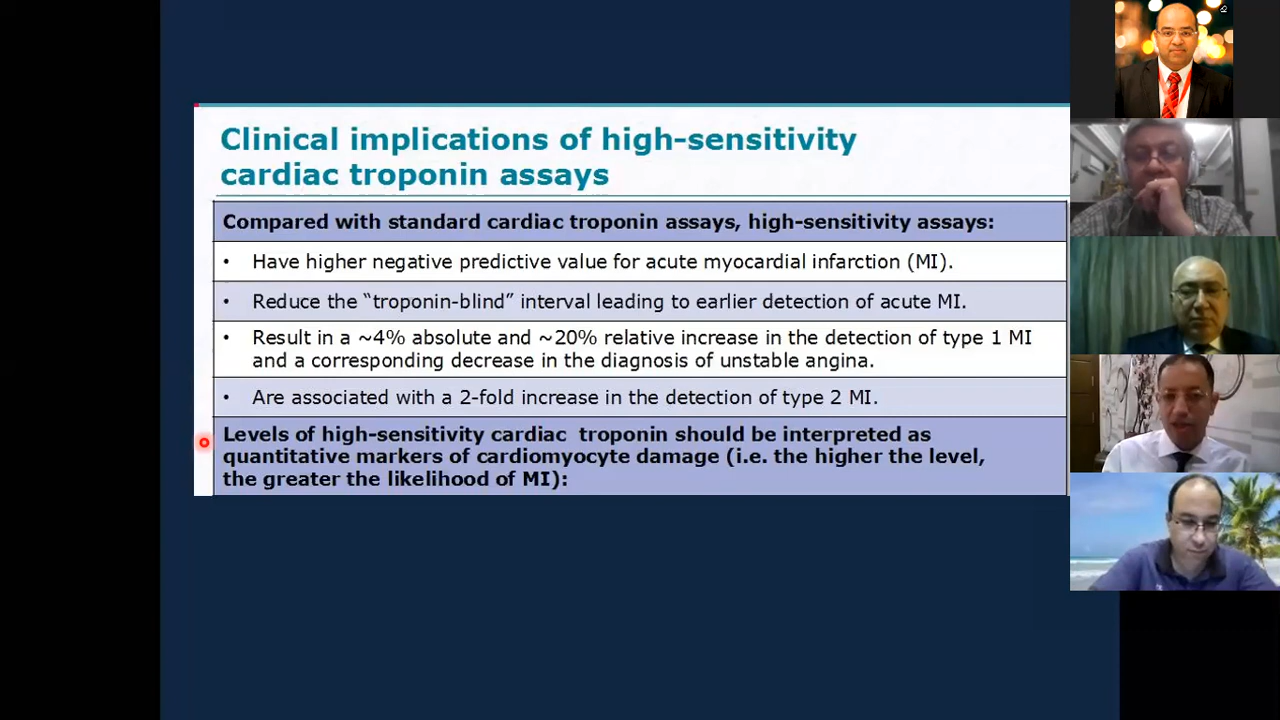 Clinical implications of high-sensitivity
cardiac troponin assays
Compared with standard cardiac troponin assays, high-sensitivity assays:
• Have higher negative predictive value for acute myocardial infarction (MI).
• Reduce the “troponin-blind” interval leading to earlier detection of acute MI.
• Result in a ~4% absolute and ~20% relative increase in the detection of type 1 MI
and a corresponding decrease in the diagnosis of unstable angina.
• Are associated with a 2-fold increase in the detection of type 2 MI.
Levels of high-sensitivity cardiac troponin should be interpreted as
quantitative markers of cardiomyocyte damage (i.e. the higher the level,
the greater the likelihood of MI):